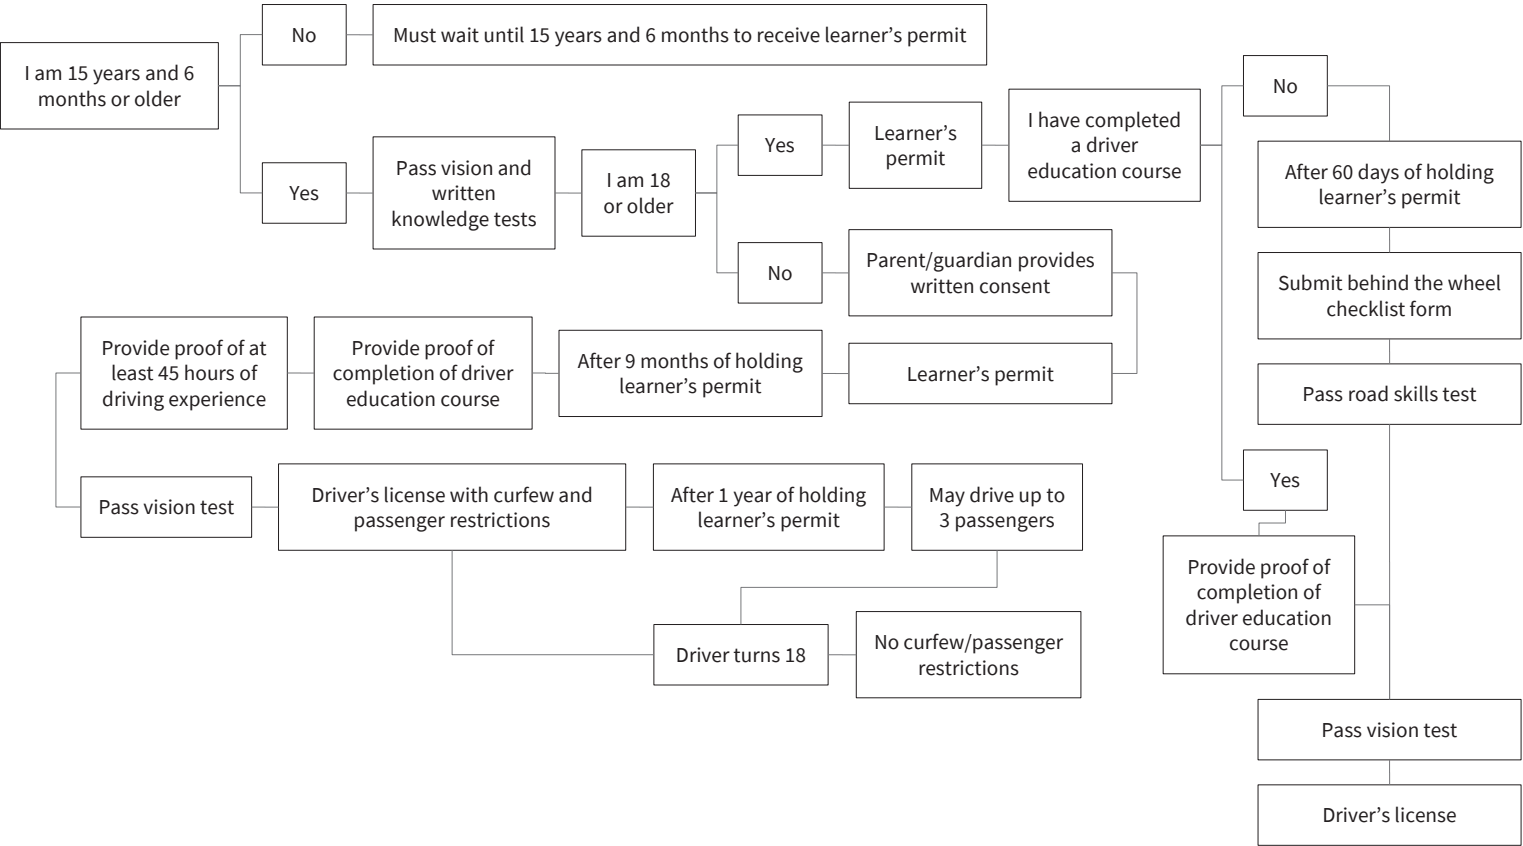 I am 15 years and 6
months or older
No
Must wait until 15 years and 6 months to receive learner’s permit
Yes
Pass vision and
written
knowledge tests
I am 18
or older
Yes
Learner’s
permit
I have completed
a driver
education course
No
After 60 days of holding
learner’s permit
Submit behind the wheel
checklist form
Pass road skills test
Yes
Provide proof of
completion of
driver education
course
Pass vision test
Driver’s license
No
Parent/guardian provides
written consent
Learner’s permit
After 9 months of holding
learner’s permit
Provide proof of
completion of driver
education course
Provide proof of at
least 45 hours of
driving experience
Pass vision test
Driver’s license with curfew and
passenger restrictions
After 1 year of holding
learner’s permit
May drive up to
3 passengers
Driver turns 18
No curfew/passenger
restrictions